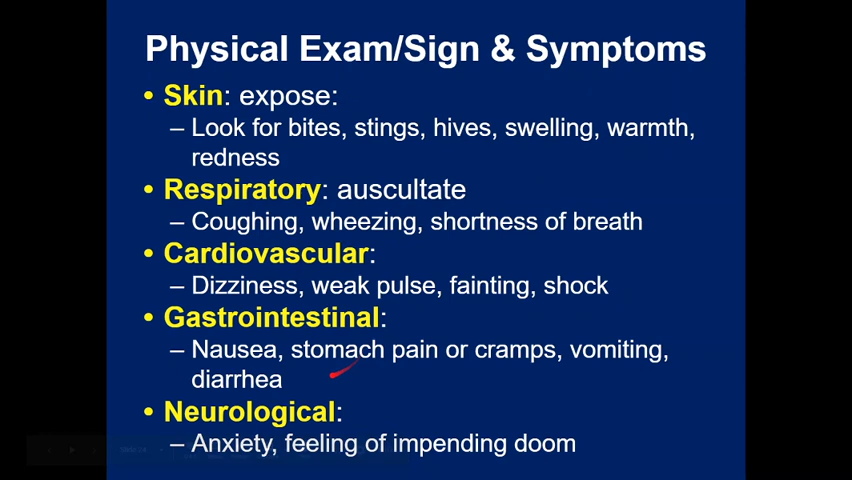 Physical Exam/Sign & Symptoms
• Skin: expose:
– Look for bites, stings, hives, swelling, warmth,
redness
• Respiratory: auscultate
– Coughing, wheezing, shortness of breath
• Cardiovascular:
– Dizziness, weak pulse, fainting, shock
• Gastrointestinal:
– Nausea, stomach pain or cramps, vomiting,
diarrhea
• Neurological:
– Anxiety, feeling of impending doom